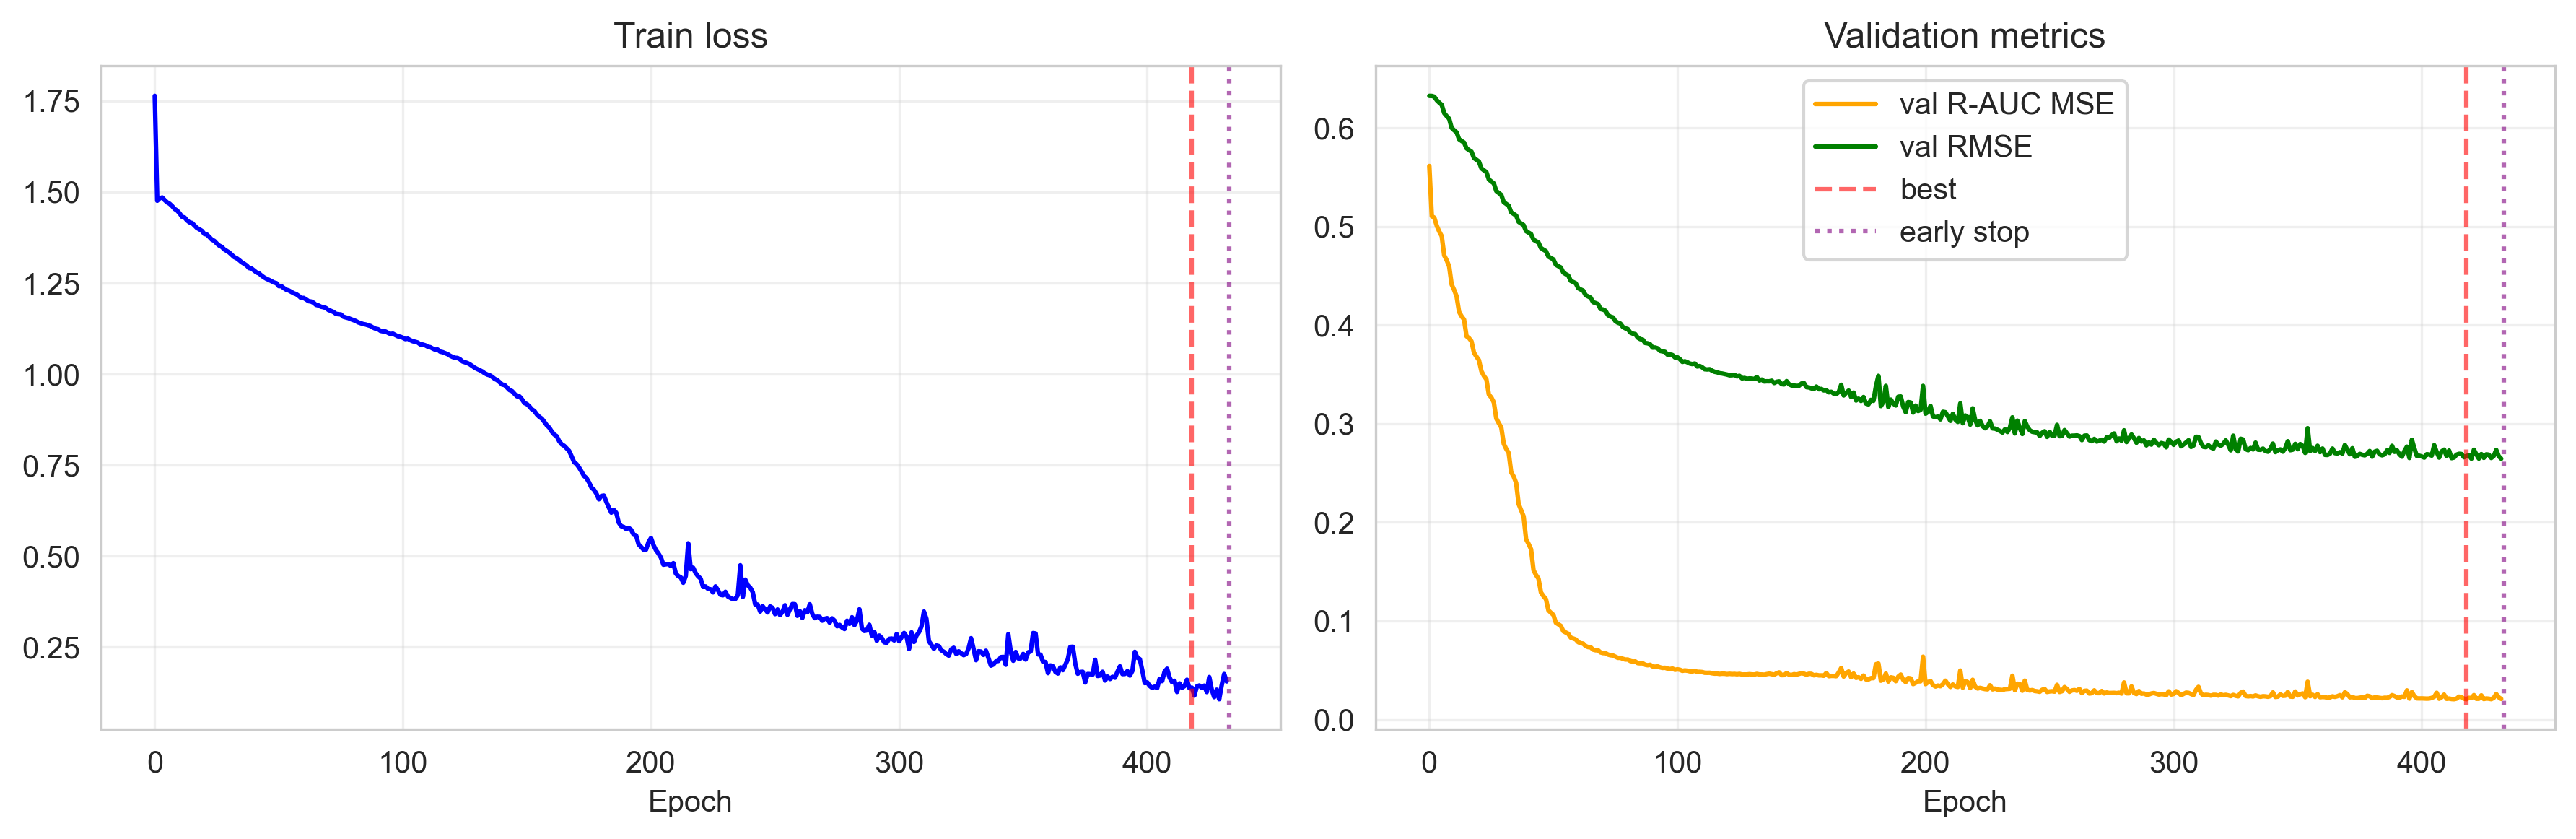 Train loss
1.75
1.50
1.25
1.00
0.75
0.50
0.25
0 100 200 300 400
Epoch
Validation metrics
0.6
0.5
0.4
0.3
0.2
0.1
0.0
val R-AUC MSE
val RMSE
best
early stop
0 100 200 300 400
Epoch